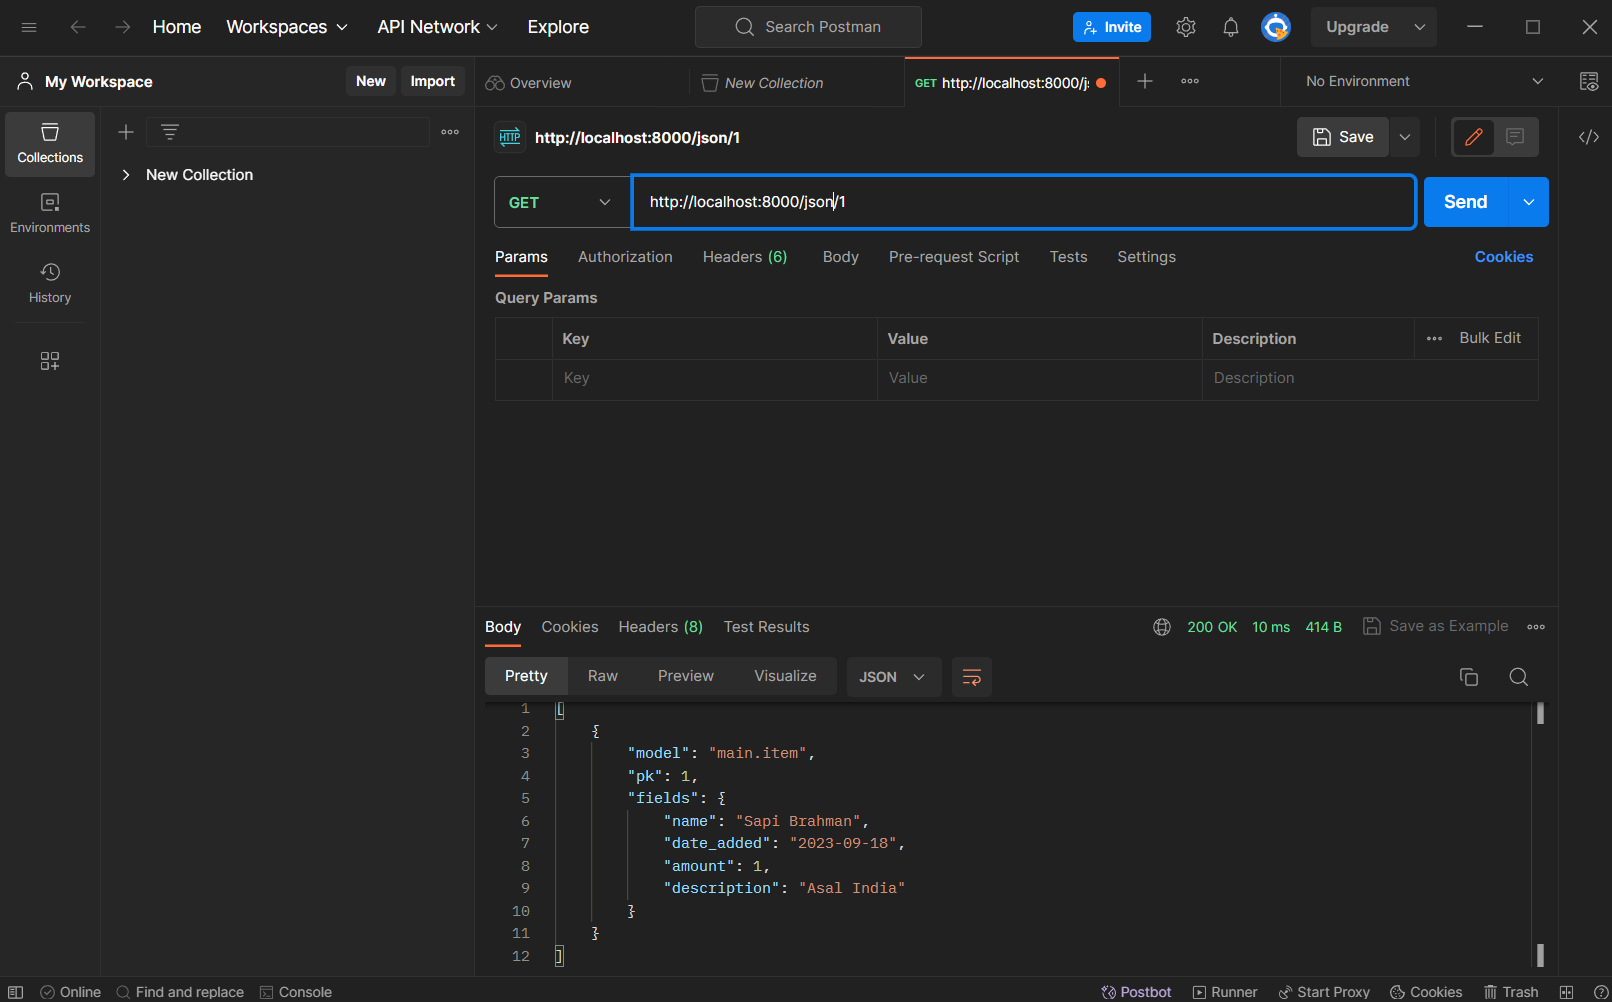 Home Workspaces API Network Explore Search Postman Invite Upgrade
My Workspace New Import Overview New Collection GET http://localhost:8000/j No Environment
Collections
Environments
History
New Collection
HTTP http://localhost:8000/json/1 Save
GET http://localhost:8000/json/1 Send
Params Authorization Headers (6) Body Pre-request Script Tests Settings Cookies
Query Params
Key Value Description Bulk Edit
Key Value Description
Body Cookies Headers (8) Test Results 200 OK 10 ms 414 B Save as Example
Pretty Raw Preview Visualize JSON
1 [
2 {
3 "model": "main.item",
4 "pk": 1,
5 "fields": {
6 "name": "Sapi Brahman",
7 "date_added": "2023-09-18",
8 "amount": 1,
9 "description": "Asal India"
10 }
11 }
12 ]
Online Find and replace Console Postbot Runner Start Proxy Cookies Trash